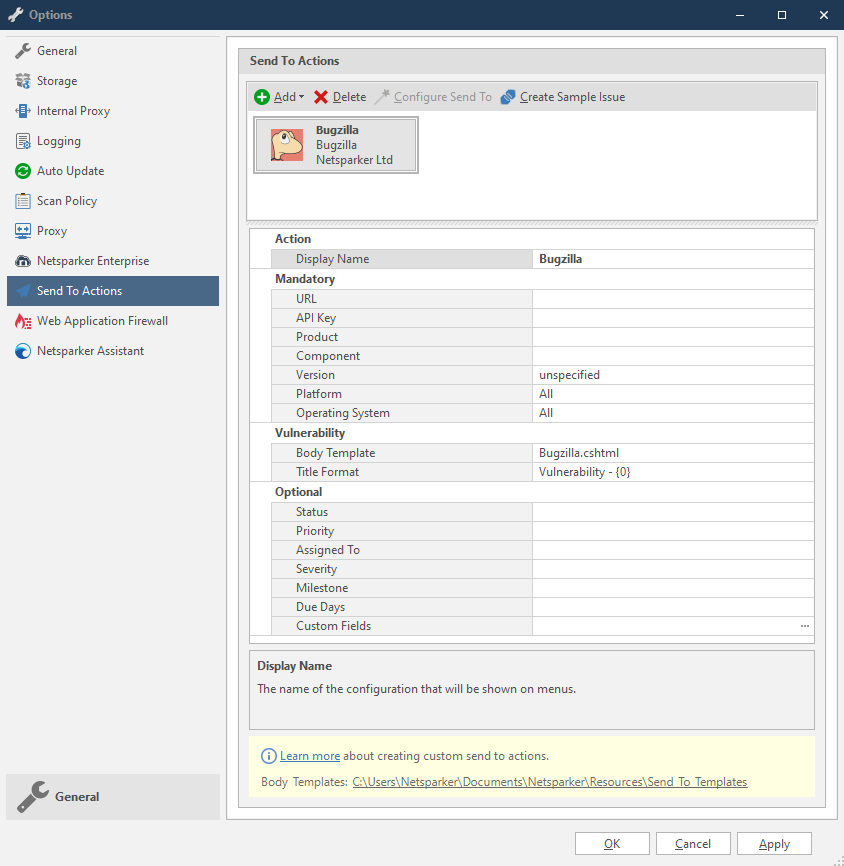 Options
General
Storage
Internal Proxy
Logging
Auto Update
Scan Policy
Proxy
Netsparker Enterprise
Send To Actions
Web Application Firewall
Netsparker Assistant
General
Send To Actions
Add Delete Configure Send To Create Sample Issue
Bugzilla
Bugzilla
Netsparker Ltd
Action
Display Name Bugzilla
Mandatory
URL
API Key
Product
Component
Version unspecified
Platform All
Operating System All
Vulnerability
Body Template Bugzilla.cshtml
Title Format Vulnerability - {0}
Optional
Status
Priority
Assigned To
Severity
Milestone
Due Days
Custom Fields ...
Display Name
The name of the configuration that will be shown on menus.
Learn more about creating custom send to actions.
Body Templates: C:\Users\Netsparker\Documents\Netsparker\Resources\Send To Templates
OK Cancel Apply